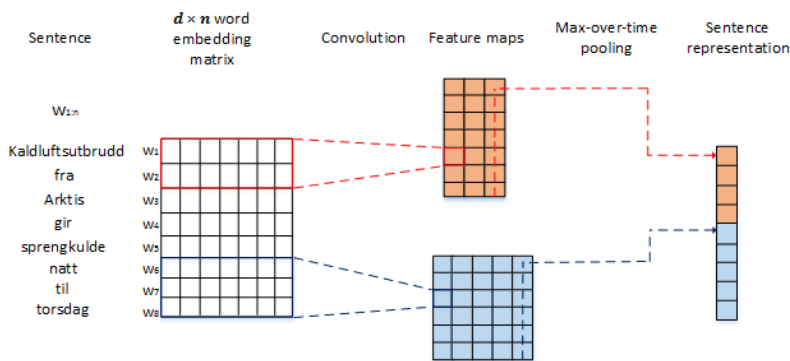 Sentence
d × n word
embedding
matrix
Convolution
Feature maps
Max-over-time
pooling
Sentence
representation
W1:n
Kaldluftsutbrudd W1
fra W2
Arktis W3
gir W4
sprengkulde W5
natt W6
til W7
torsdag W8